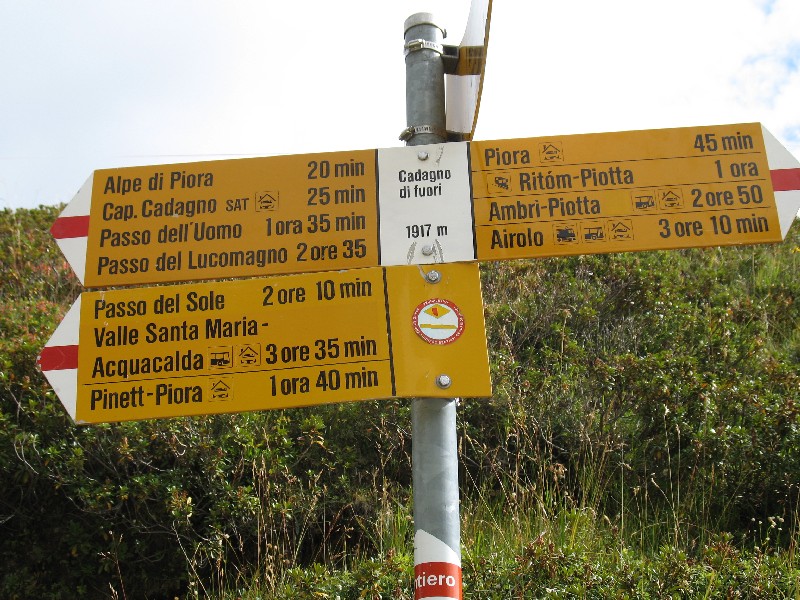 Alpe di Piora 20 min
Cap. Cadagno SAT 25 min
Passo dell'Uomo 1 ora 35 min
Passo del Lucomagno 2 ore 35
Cadagno
di fuori
1917 m
Piora 45 min
Ritóm-Piotta 1 ora
Ambri-Piotta 2 ore 50
Airolo 3 ore 10 min
Passo del Sole 2 ore 10 min
Valle Santa Maria-
Acquacalda 3 ore 35 min
Pinett-Piora 1 ora 40 min
ntiero